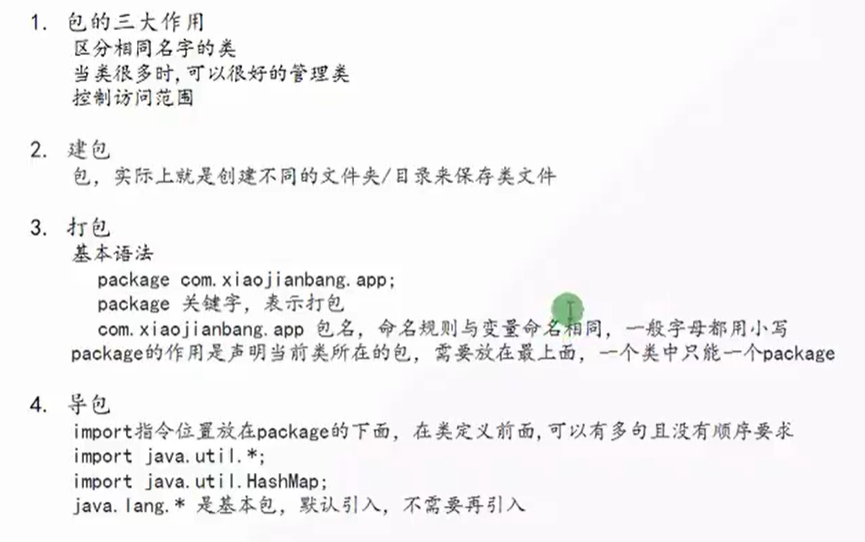 1. 包的三大作用
区分相同名字的类
当类很多时,可以很好的管理类
控制访问范围
2. 建包
包，实际上就是创建不同的文件夹/目录来保存类文件
3. 打包
基本语法
package com.xiaojianbang.app;
package 关键字，表示打包
com.xiaojianbang.app 包名，命名规则与变量命名相同，一般字母都用小写
package的作用是声明当前类所在的包，需要放在最上面，一个类中只能一个package
4. 导包
import指令位置放在package的下面，在类定义前面,可以有多句且没有顺序要求
import java.util.*;
import java.util.HashMap;
java.lang.* 是基本包，默认引入，不需要再引入